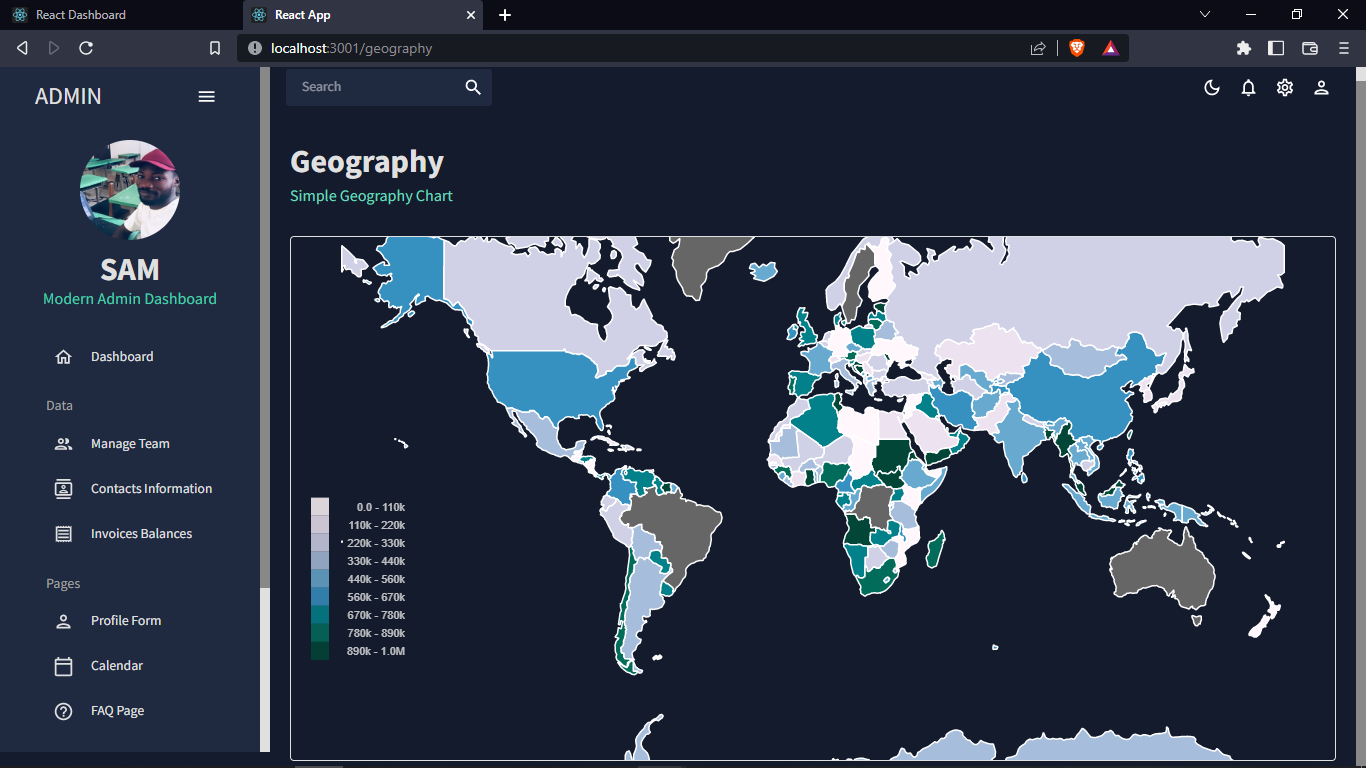 React Dashboard
React App
localhost:3001/geography
ADMIN
Search
SAM
Modern Admin Dashboard
Dashboard
Data
Manage Team
Contacts Information
Invoices Balances
Pages
Profile Form
Calendar
FAQ Page
Geography
Simple Geography Chart
0.0 - 110k
110k - 220k
220k - 330k
330k - 440k
440k - 560k
560k - 670k
670k - 780k
780k - 890k
890k - 1.0M